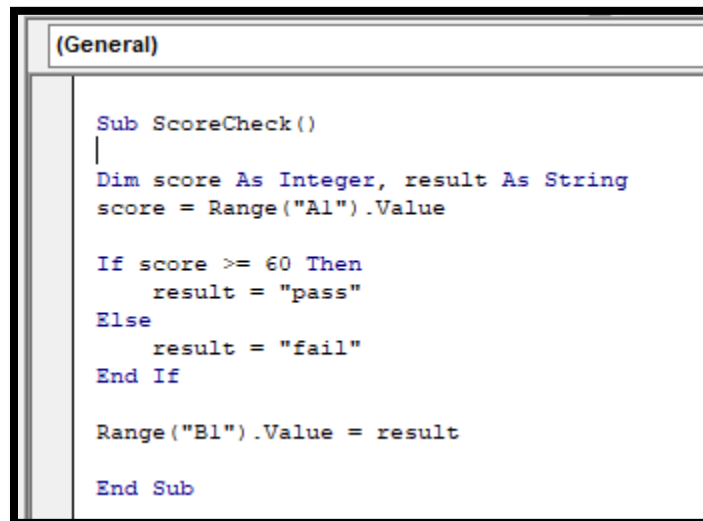 (General)
Sub ScoreCheck()
Dim score As Integer, result As String
score = Range("A1").Value
If score >= 60 Then
    result = "pass"
Else
    result = "fail"
End If
Range("B1").Value = result
End Sub